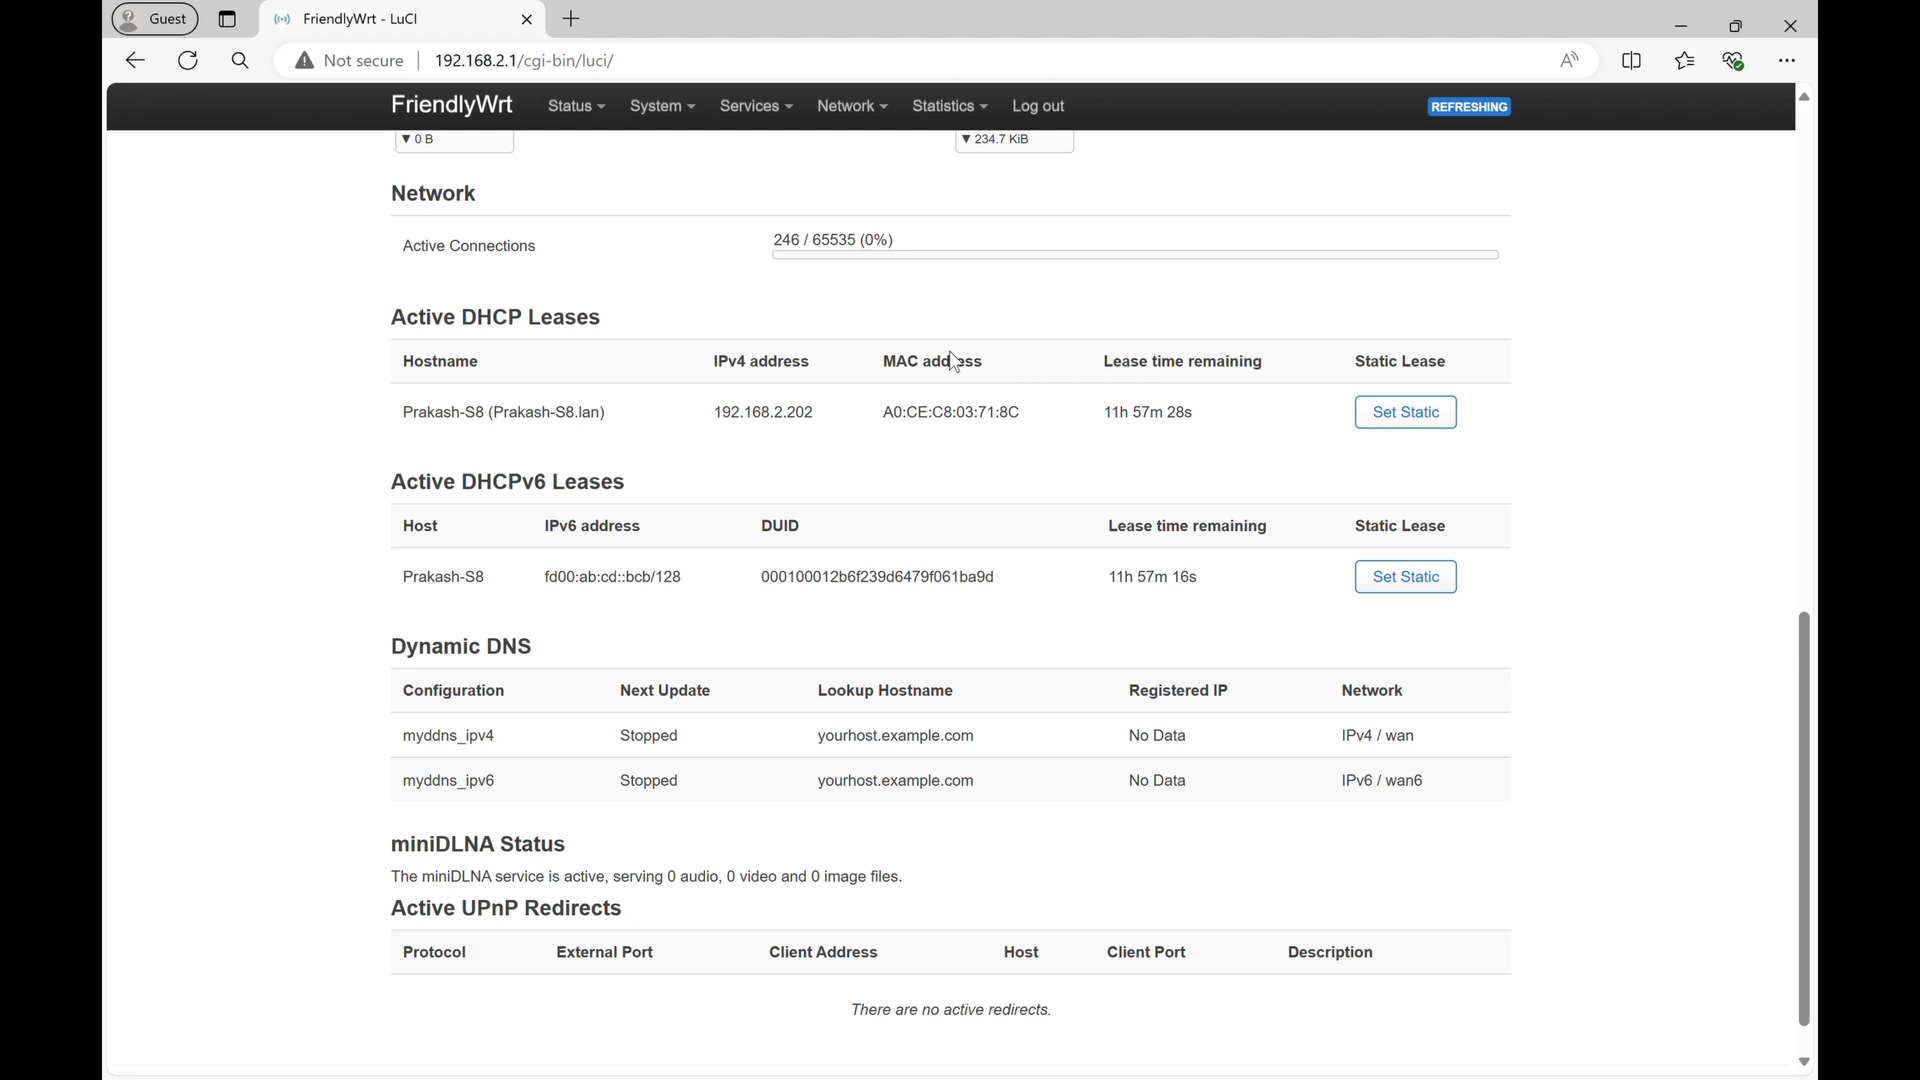 Guest
FriendlyWrt - LuCI
Not secure
192.168.2.1/cgi-bin/luci/
FriendlyWrt Status System Services Network Statistics Log out REFRESHING
▼ 0 B ▼ 234.7 KiB
Network
Active Connections 246 / 65535 (0%)
Active DHCP Leases
Hostname IPv4 address MAC address Lease time remaining Static Lease
Prakash-S8 (Prakash-S8.lan) 192.168.2.202 A0:CE:C8:03:71:8C 11h 57m 28s Set Static
Active DHCPv6 Leases
Host IPv6 address DUID Lease time remaining Static Lease
Prakash-S8 fd00:ab:cd::bcb/128 000100012b6f239d6479f061ba9d 11h 57m 16s Set Static
Dynamic DNS
Configuration Next Update Lookup Hostname Registered IP Network
myddns_ipv4 Stopped yourhost.example.com No Data IPv4 / wan
myddns_ipv6 Stopped yourhost.example.com No Data IPv6 / wan6
miniDLNA Status
The miniDLNA service is active, serving 0 audio, 0 video and 0 image files.
Active UPnP Redirects
Protocol External Port Client Address Host Client Port Description
There are no active redirects.